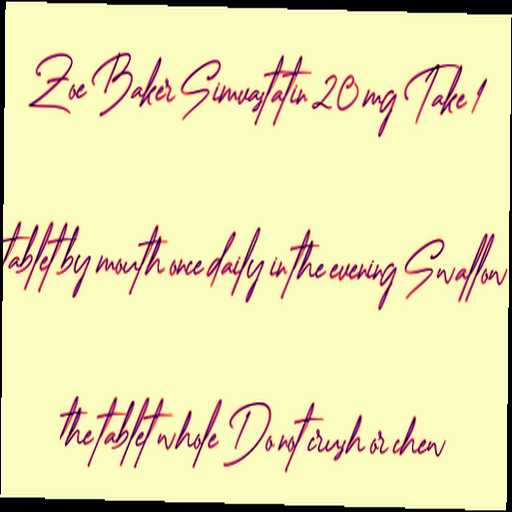 Zoe Baker Simvastatin 20 mg Take 1
tablet by mouth once daily in the evening Swallow
the tablet whole Do not crush or chew